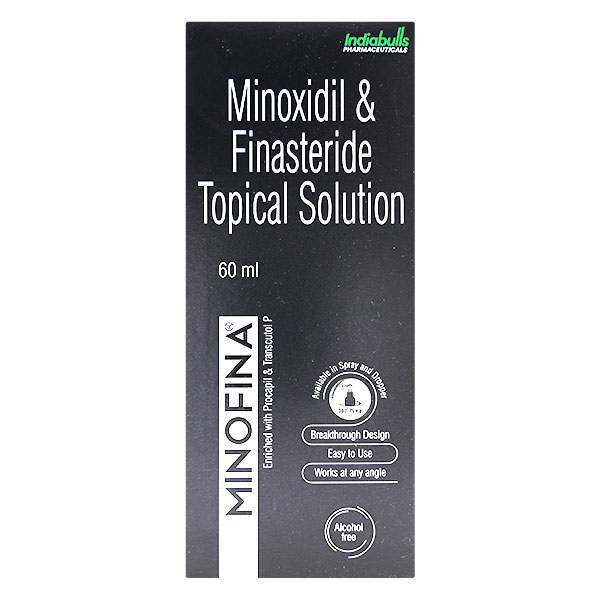 Indiabulls
PHARMACEUTICALS
Minoxidil &
Finasteride
Topical Solution
60 ml
MINOFINA®
Enriched with Procapil & Transcutol P
Available in Spray and Dropper
Breakthrough Design
Easy to Use
Works at any angle
Alcohol
free